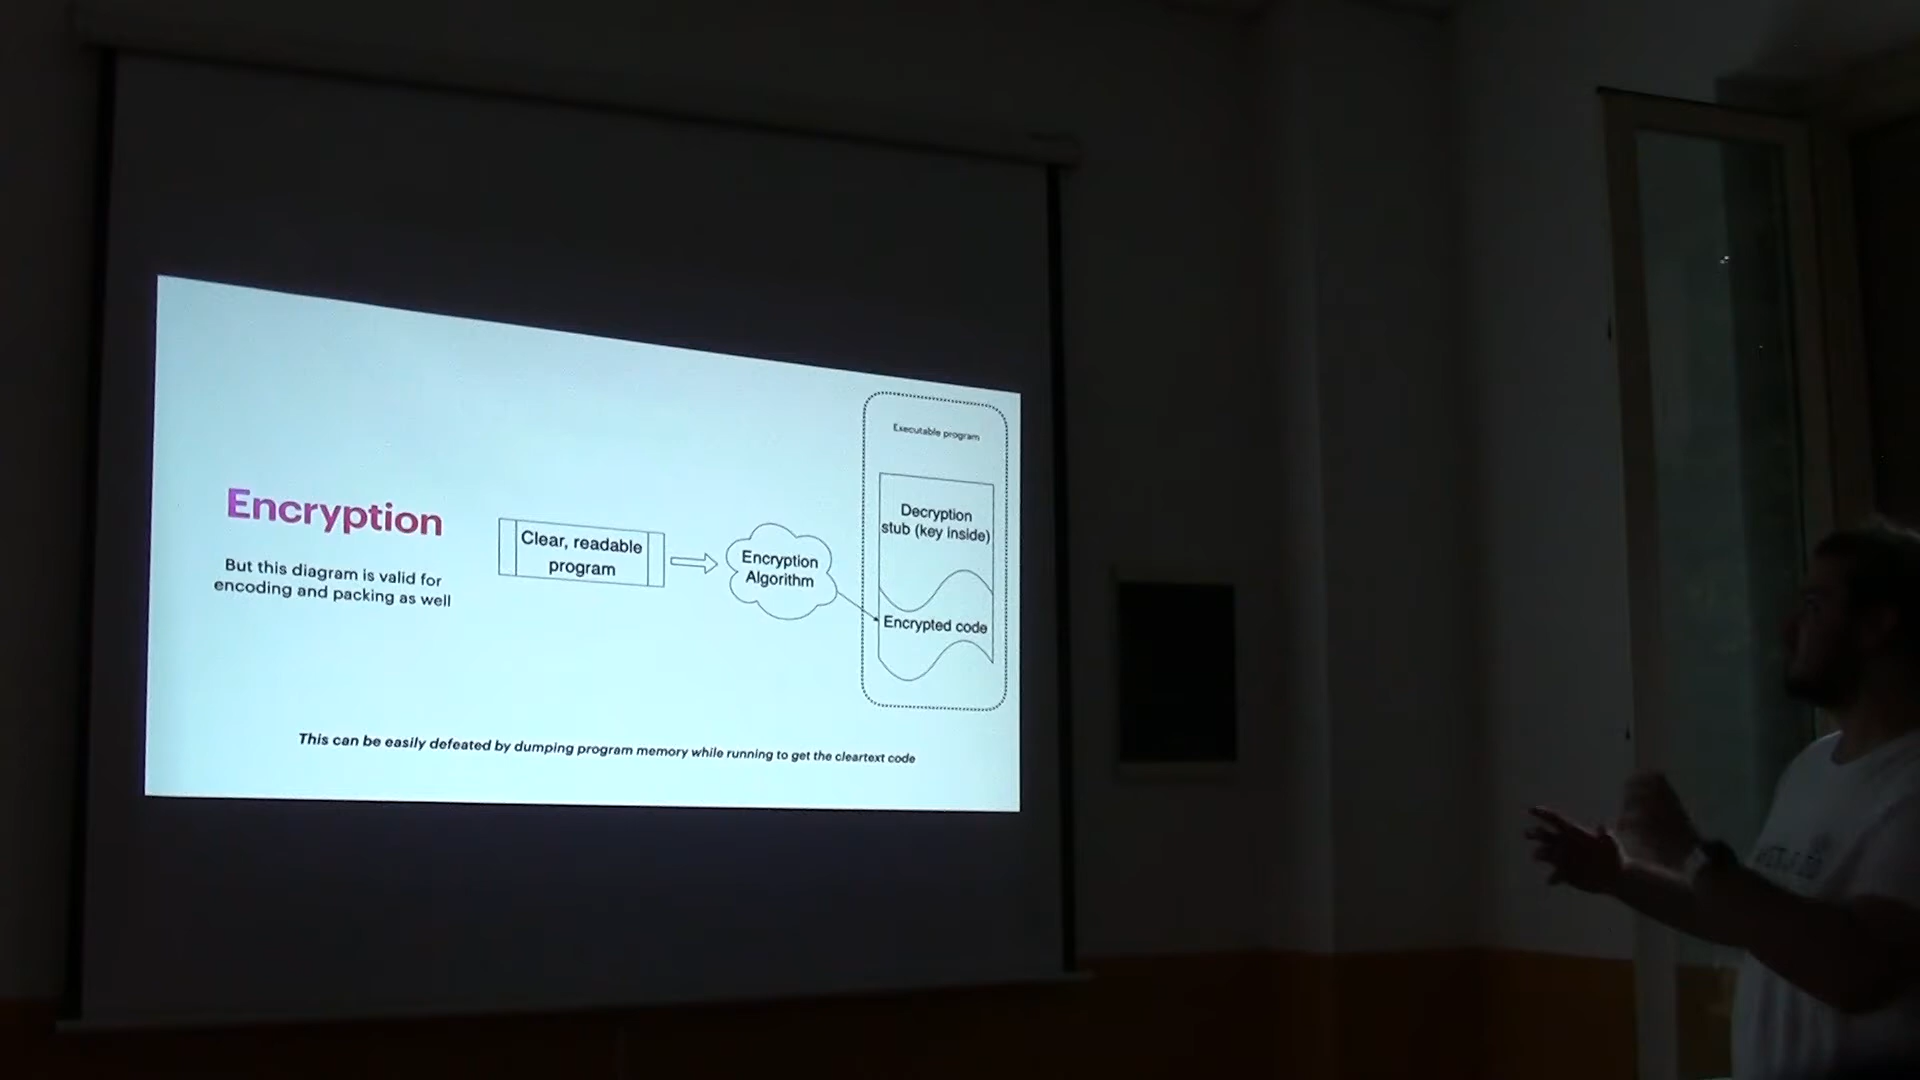 Encryption
But this diagram is valid for
encoding and packing as well
Clear, readable
program
Encryption
Algorithm
Executable program
Decryption
stub (key inside)
Encrypted code
This can be easily defeated by dumping program memory while running to get the cleartext code